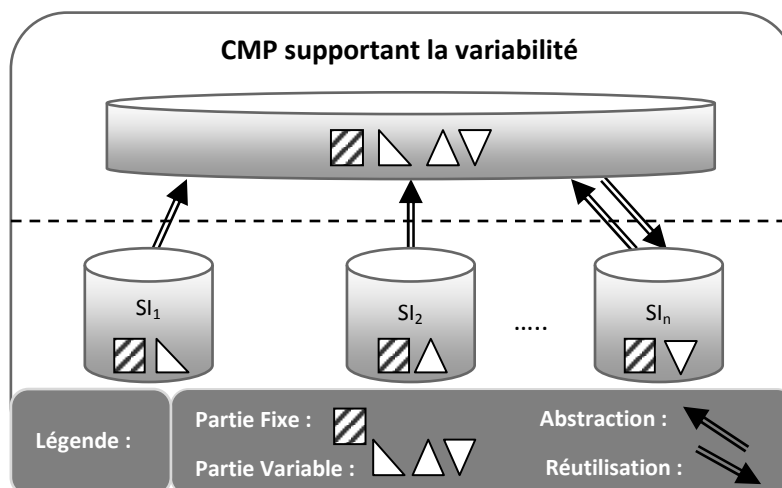 CMP supportant la variabilité
SI₁
SI₂
.....
SIₙ
Légende :
Partie Fixe :
Abstraction :
Partie Variable :
Réutilisation :